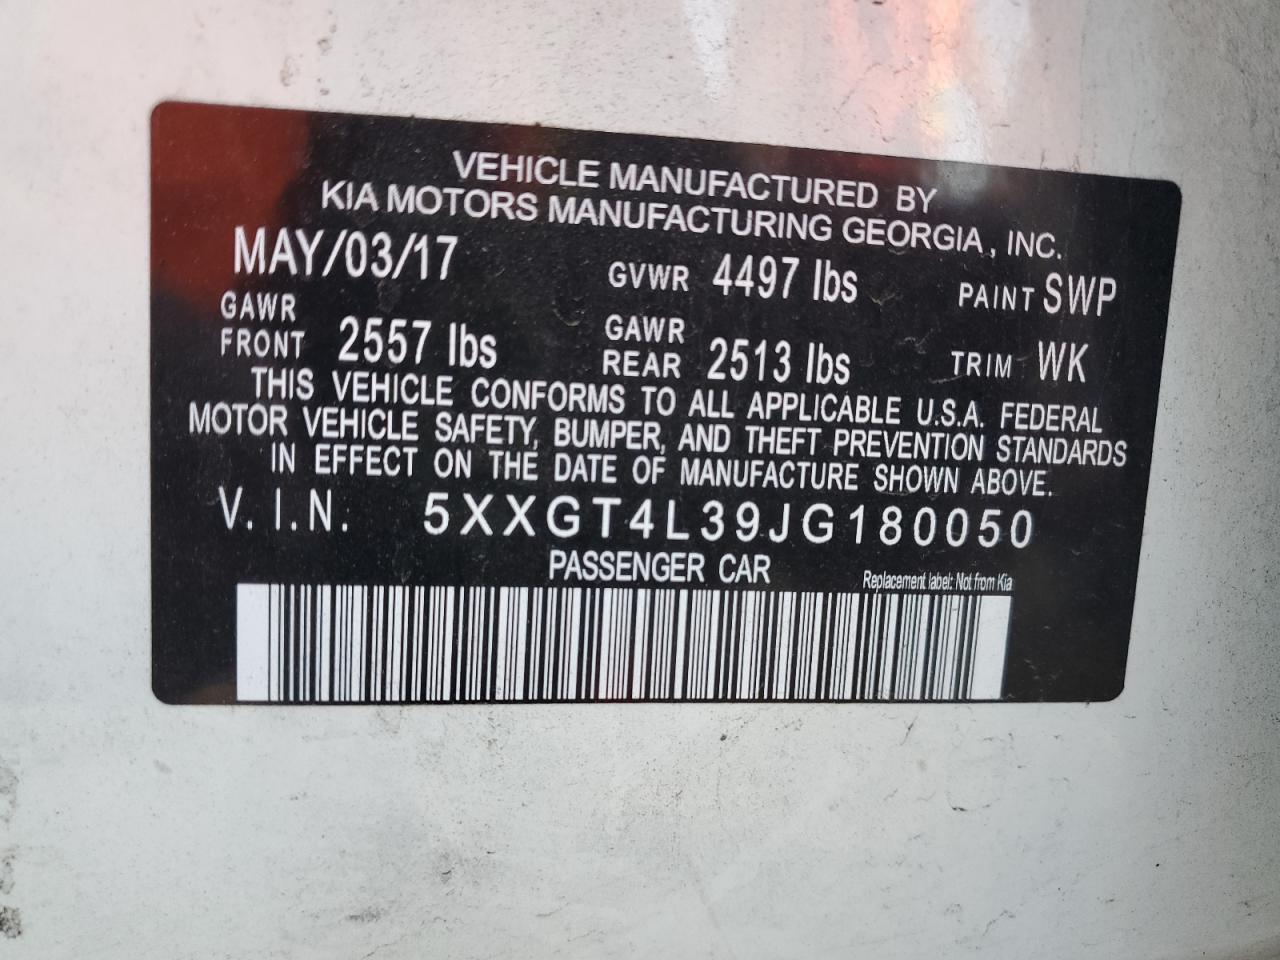 VEHICLE MANUFACTURED BY
KIA MOTORS MANUFACTURING GEORGIA, INC.
MAY/03/17 GVWR 4497 lbs PAINT SWP
GAWR FRONT 2557 lbs GAWR REAR 2513 lbs TRIM WK
THIS VEHICLE CONFORMS TO ALL APPLICABLE U.S.A. FEDERAL
MOTOR VEHICLE SAFETY, BUMPER, AND THEFT PREVENTION STANDARDS
IN EFFECT ON THE DATE OF MANUFACTURE SHOWN ABOVE.
V. I.N. 5XXGT4L39JG180050
PASSENGER CAR
Replacement label: Not from Kia